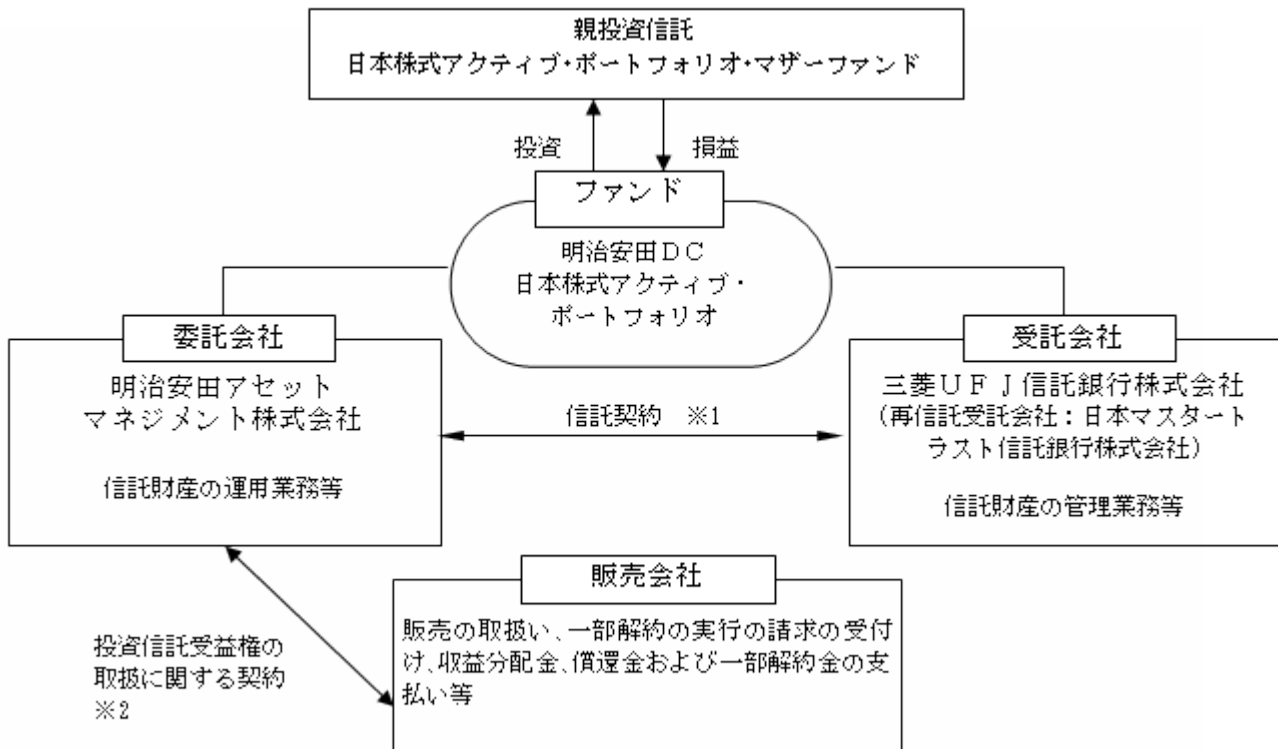 親投資信託
日本株式アクティブ・ポートフォリオ・マザーファンド
投資
損益
ファンド
明治安田ＤＣ
日本株式アクティブ・
ポートフォリオ
委託会社
明治安田アセット
マネジメント株式会社
信託財産の運用業務等
信託契約　※1
受託会社
三菱ＵＦＪ信託銀行株式会社
(再信託受託会社：日本マスタート
ラスト信託銀行株式会社)
信託財産の管理業務等
投資信託受益権の
取扱に関する契約
※2
販売会社
販売の取扱い、一部解約の実行の請求の受付
け、収益分配金、償還金および一部解約金の支
払い等